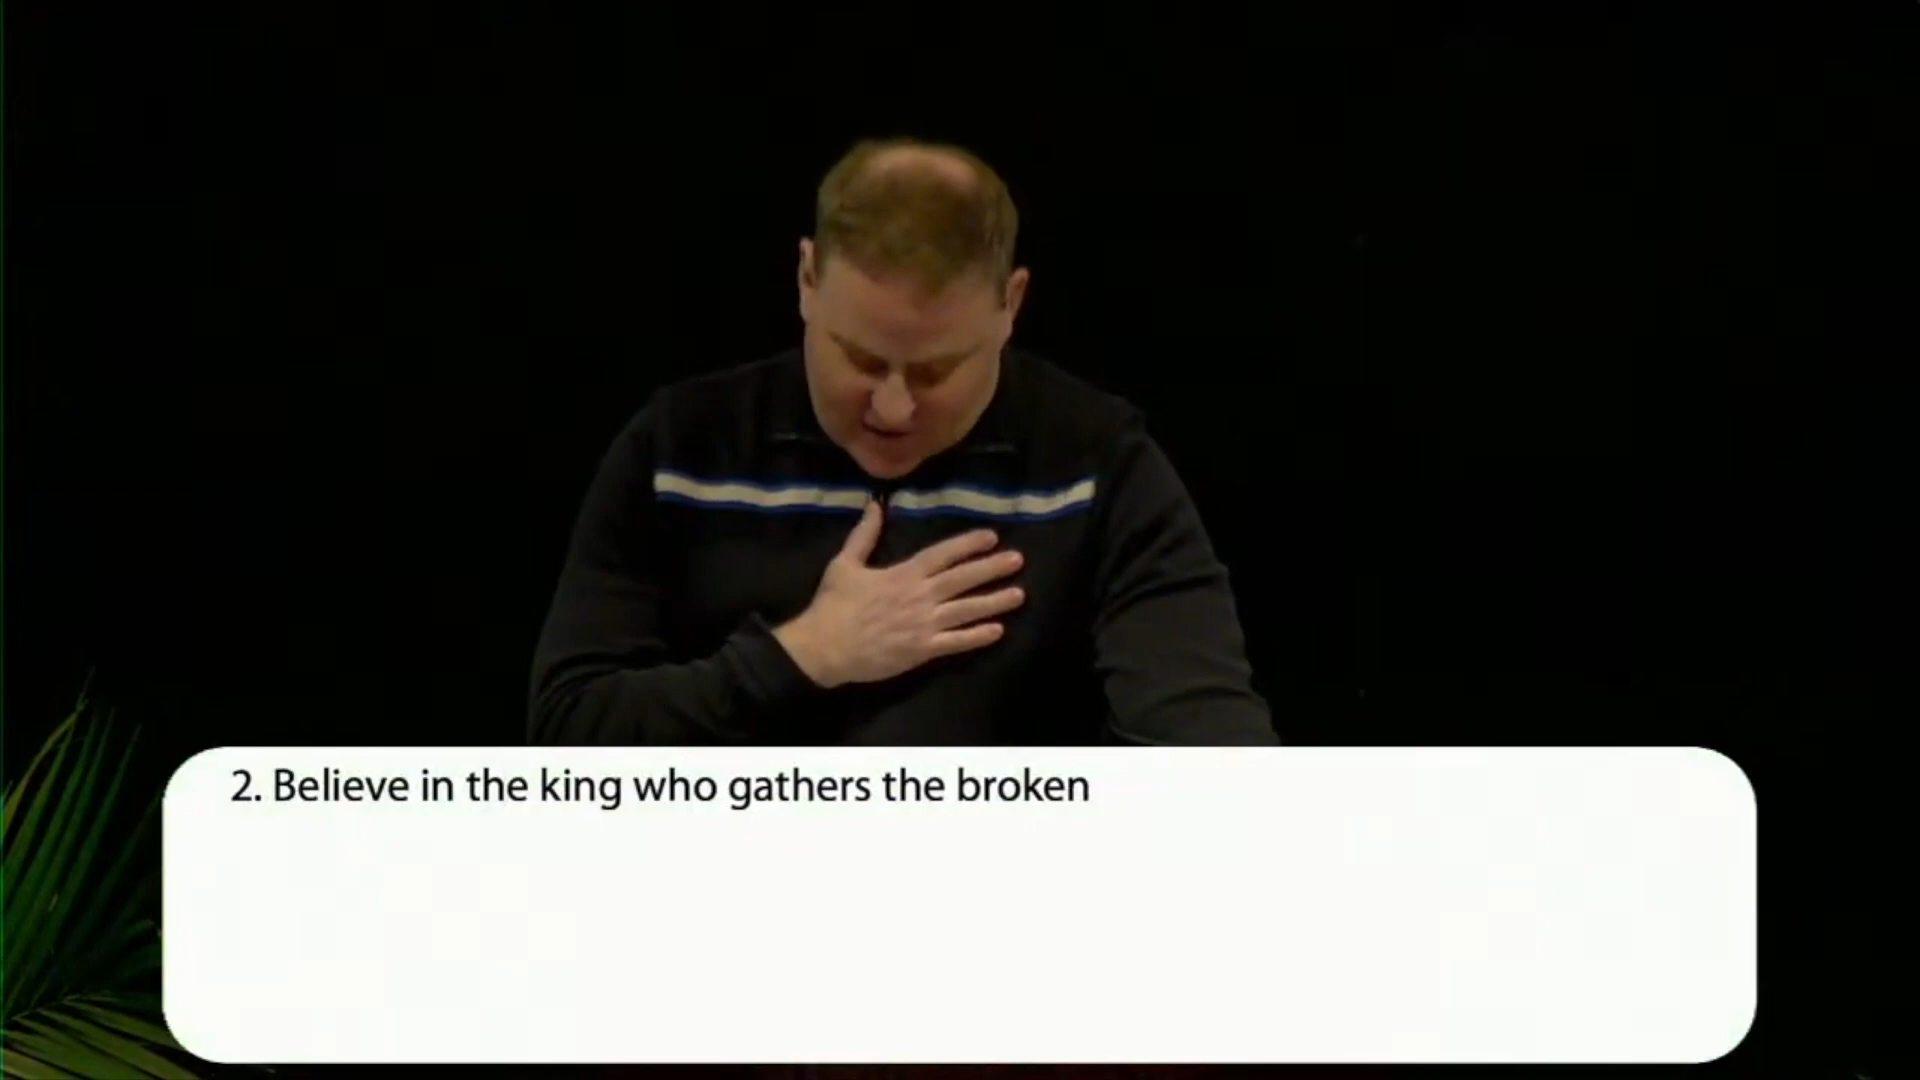 2. Believe in the king who gathers the broken